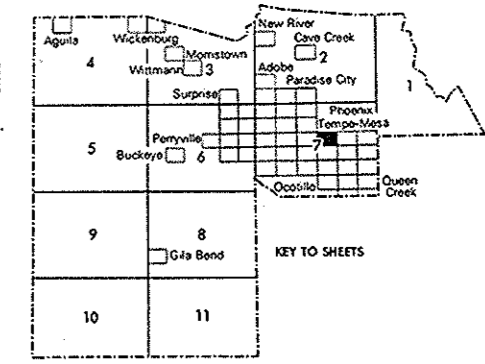 New River
Aguila
Wickenburg
Cave Creek
2
Morristown
4
Wittmann 3
Adobe
Paradise City
1
Surprise
Phoenix
Tempe-Mesa
5
Perryville
7
Buckeye 6
Ocotillo
Queen
Creek
9
8
KEY TO SHEETS
Gila Bend
10
11